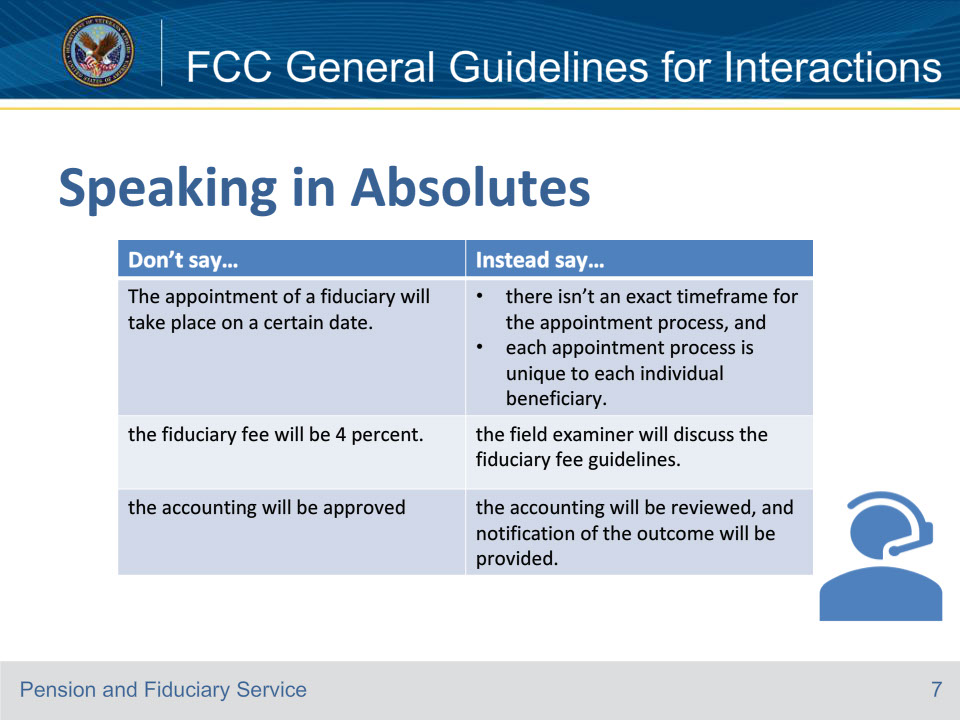 FCC General Guidelines for Interactions
Speaking in Absolutes
Don’t say…
Instead say…
The appointment of a fiduciary will
take place on a certain date.
• there isn’t an exact timeframe for
the appointment process, and
• each appointment process is
unique to each individual
beneficiary.
the fiduciary fee will be 4 percent.
the field examiner will discuss the
fiduciary fee guidelines.
the accounting will be approved
the accounting will be reviewed, and
notification of the outcome will be
provided.
Pension and Fiduciary Service
7